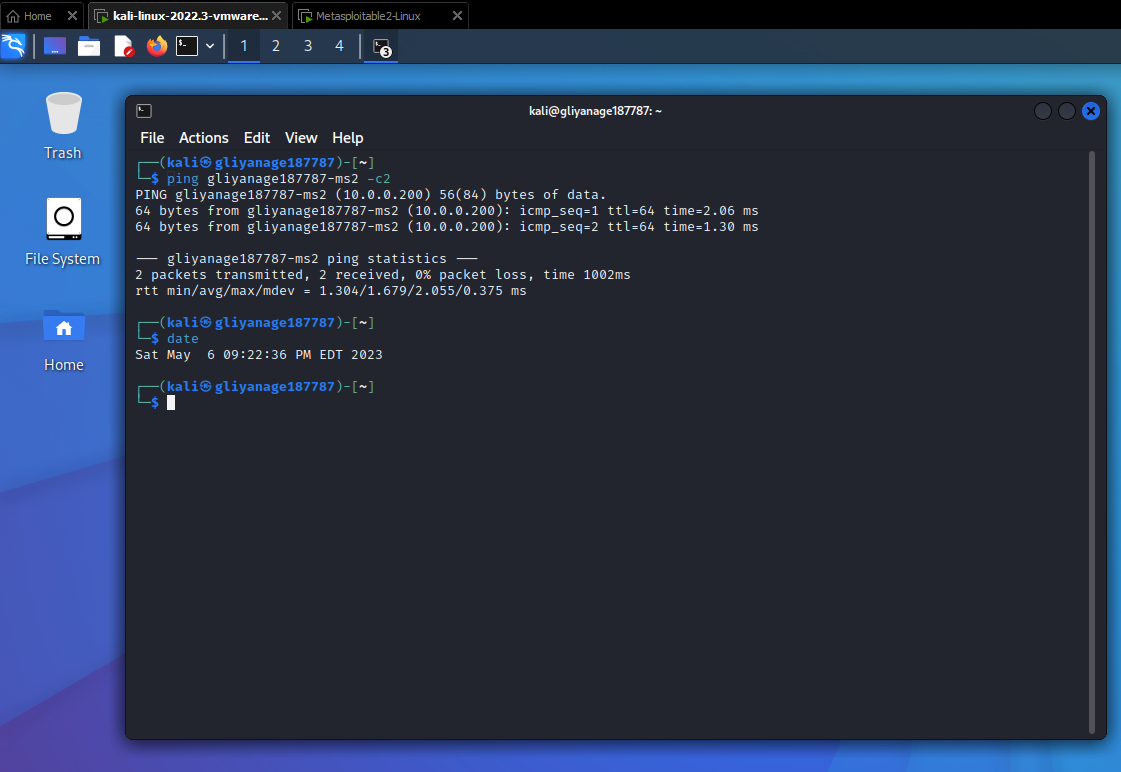 Home
kali-linux-2022.3-vmware...
Metasploitable2-Linux
1 2 3 4 3
Trash
File System
Home
kali@gliyanage187787: ~
File Actions Edit View Help
┌──(kali㉿gliyanage187787)-[~]
└─$ ping gliyanage187787-ms2 -c2
PING gliyanage187787-ms2 (10.0.0.200) 56(84) bytes of data.
64 bytes from gliyanage187787-ms2 (10.0.0.200): icmp_seq=1 ttl=64 time=2.06 ms
64 bytes from gliyanage187787-ms2 (10.0.0.200): icmp_seq=2 ttl=64 time=1.30 ms
--- gliyanage187787-ms2 ping statistics ---
2 packets transmitted, 2 received, 0% packet loss, time 1002ms
rtt min/avg/max/mdev = 1.304/1.679/2.055/0.375 ms
┌──(kali㉿gliyanage187787)-[~]
└─$ date
Sat May  6 09:22:36 PM EDT 2023
┌──(kali㉿gliyanage187787)-[~]
└─$